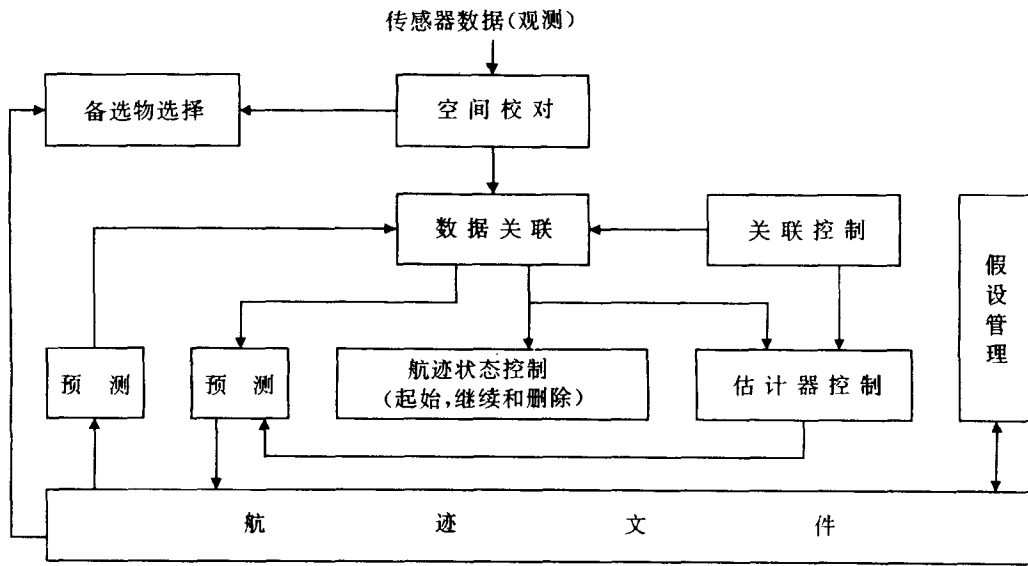 传感器数据(观测)
备选物选择
空间校对
数据关联
关联控制
假设管理
预测
预测
航迹状态控制
(起始,继续和删除)
估计器控制
航迹文件